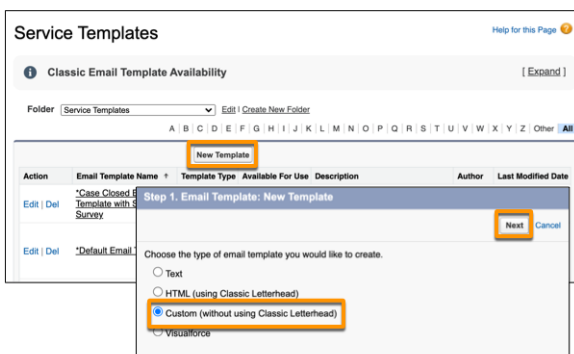 Service Templates
Help for this Page
Classic Email Template Availability
[ Expand ]
Folder Service Templates Edit | Create New Folder
A | B | C | D | E | F | G | H | I | J | K | L | M | N | O | P | Q | R | S | T | U | V | W | X | Y | Z | Other All
New Template
Action Email Template Name ↑ Template Type Available For Use Description Author Last Modified Date
Edit | Del *Case Closed
Template with
Survey
Edit | Del *Default Email
Step 1. Email Template: New Template
Next Cancel
Choose the type of email template you would like to create.
Text
HTML (using Classic Letterhead)
Custom (without using Classic Letterhead)
Visualforce